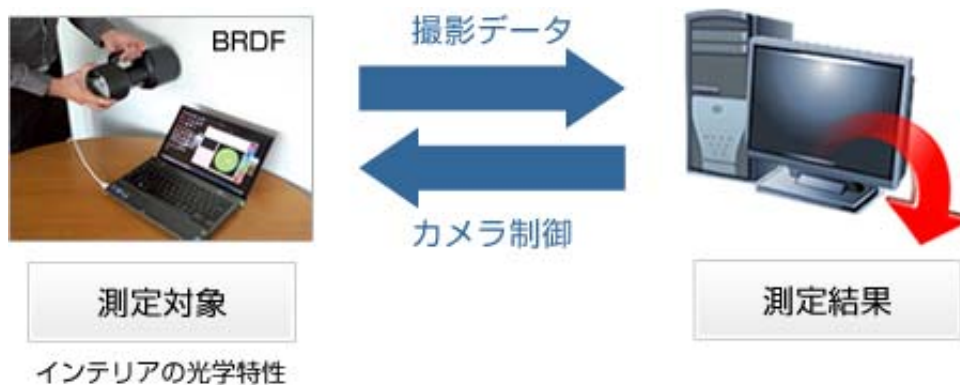 BRDF
撮影データ
カメラ制御
測定対象
測定結果
インテリアの光学特性